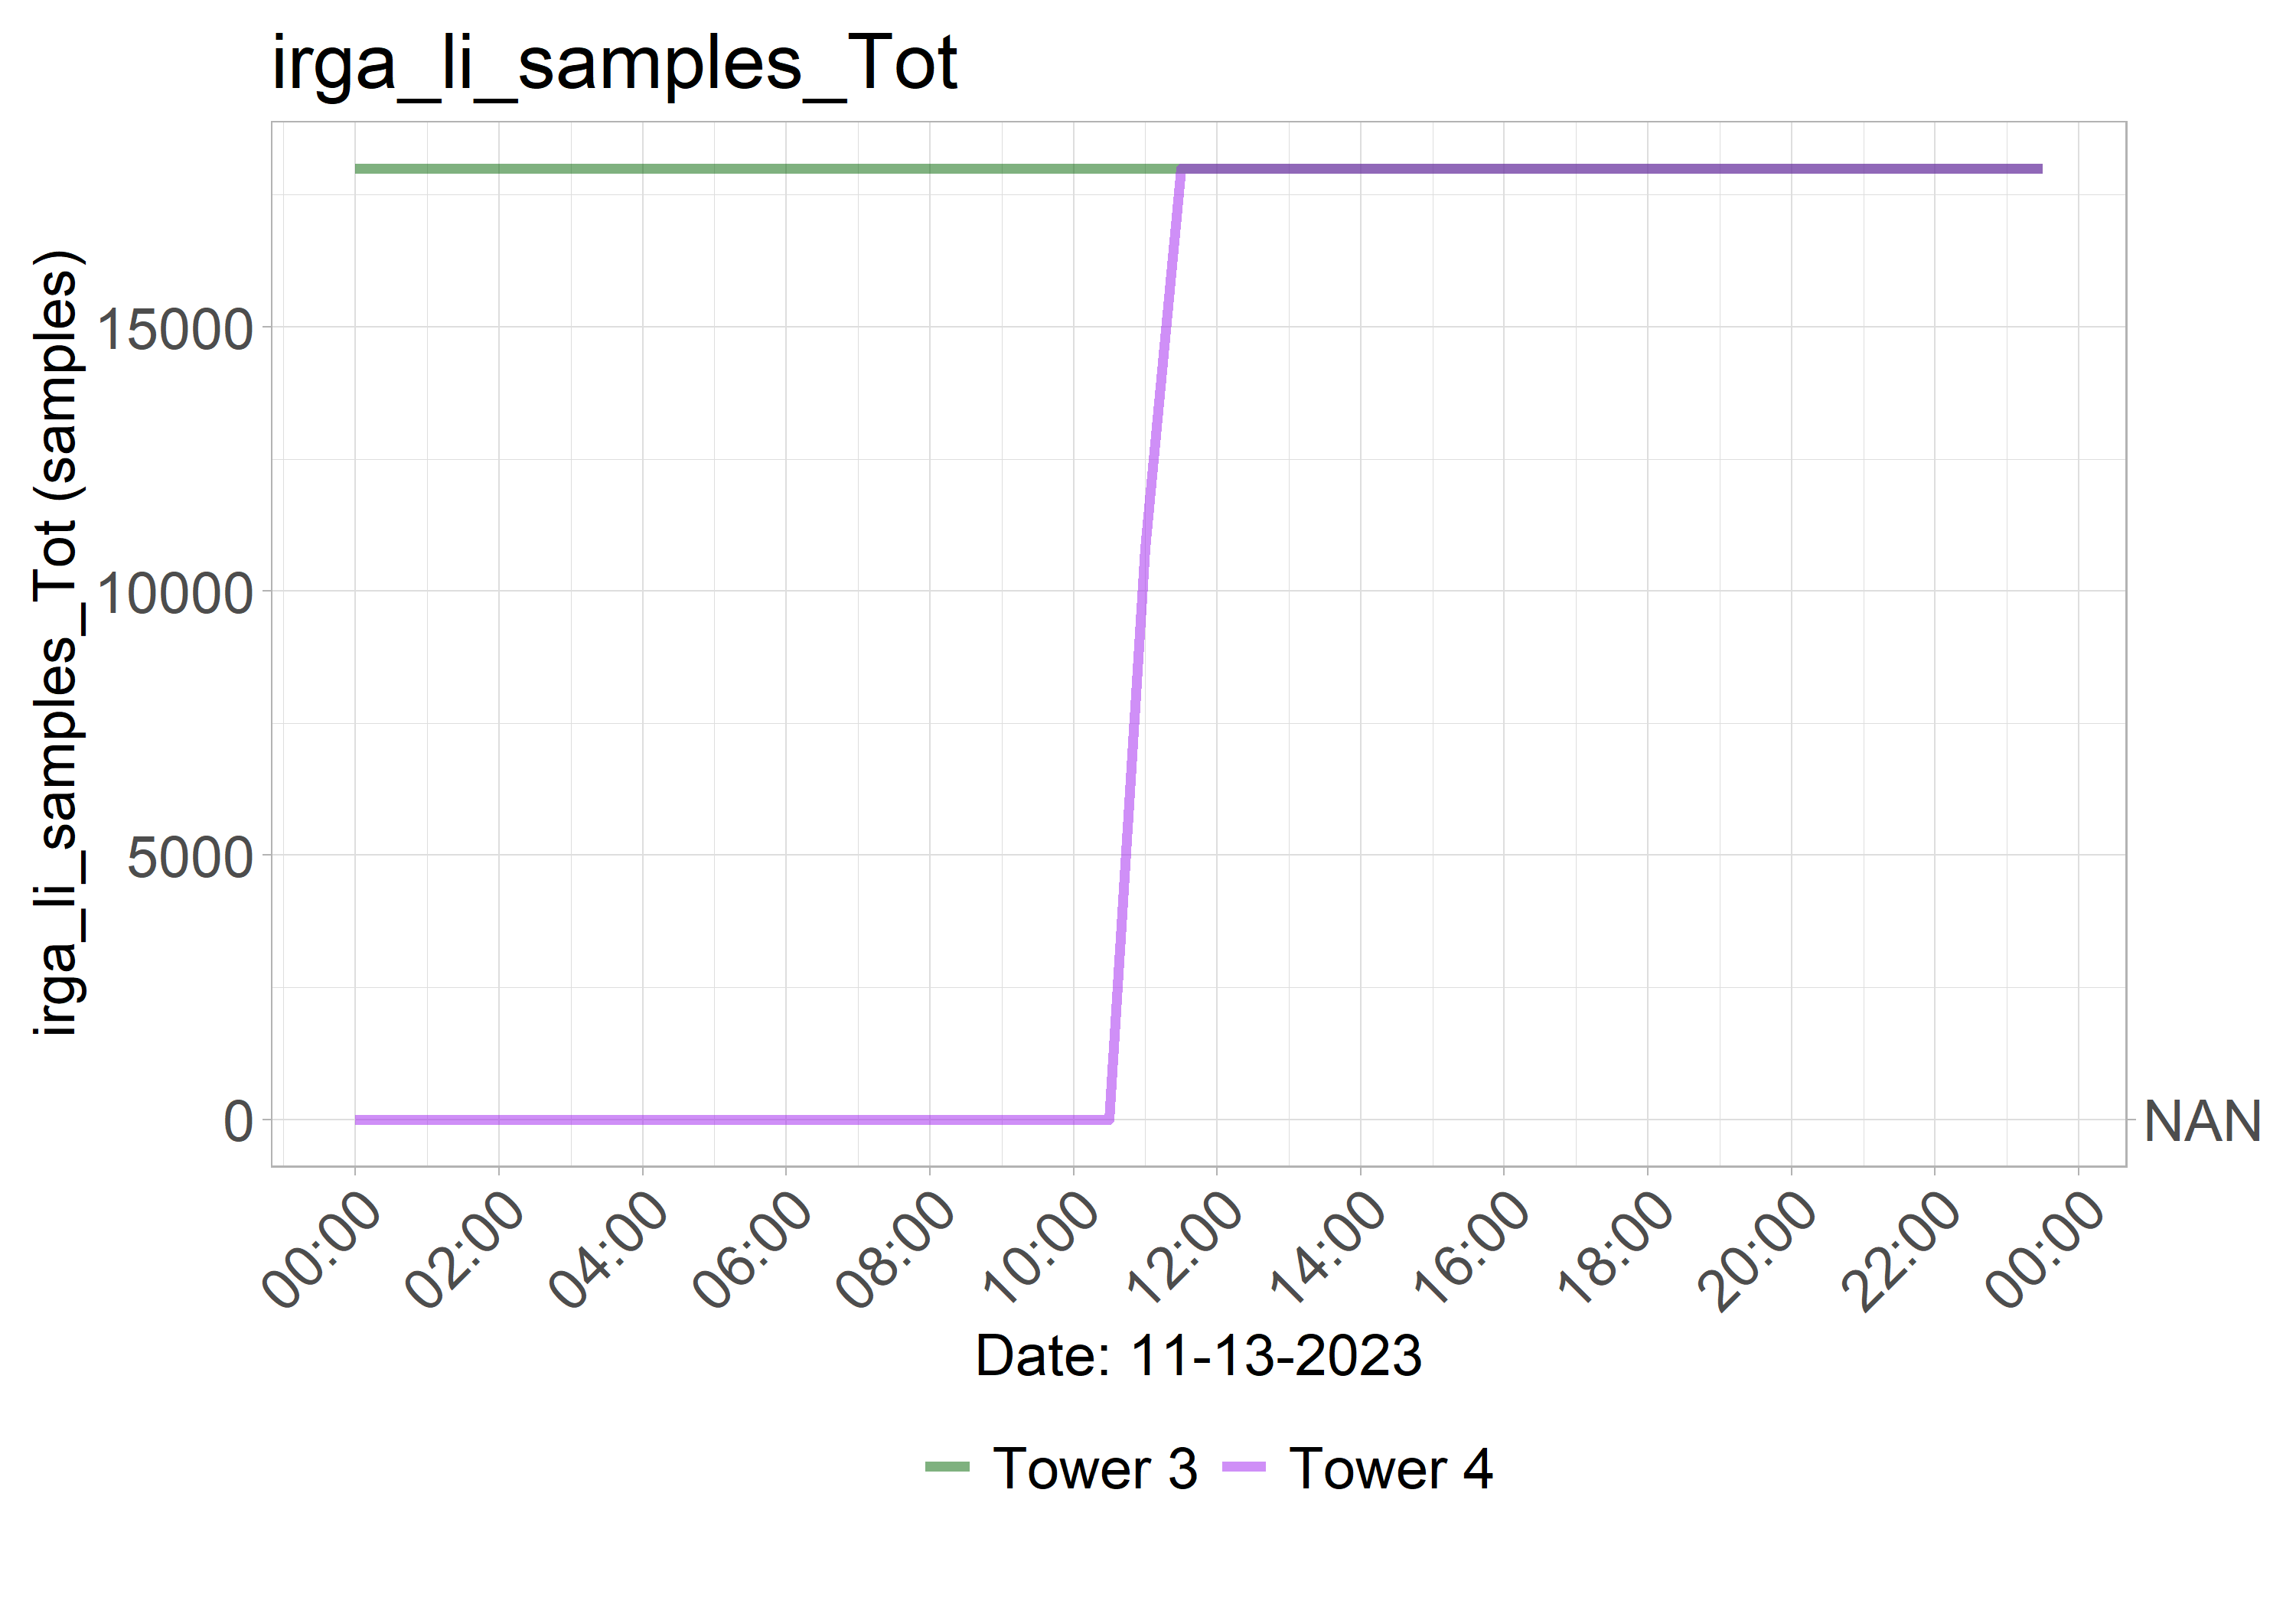 irga_li_samples_Tot
irga_li_samples_Tot (samples)
15000
10000
5000
0
NAN
00:00
02:00
04:00
06:00
08:00
10:00
12:00
14:00
16:00
18:00
20:00
22:00
00:00
Date: 11-13-2023
Tower 3
Tower 4